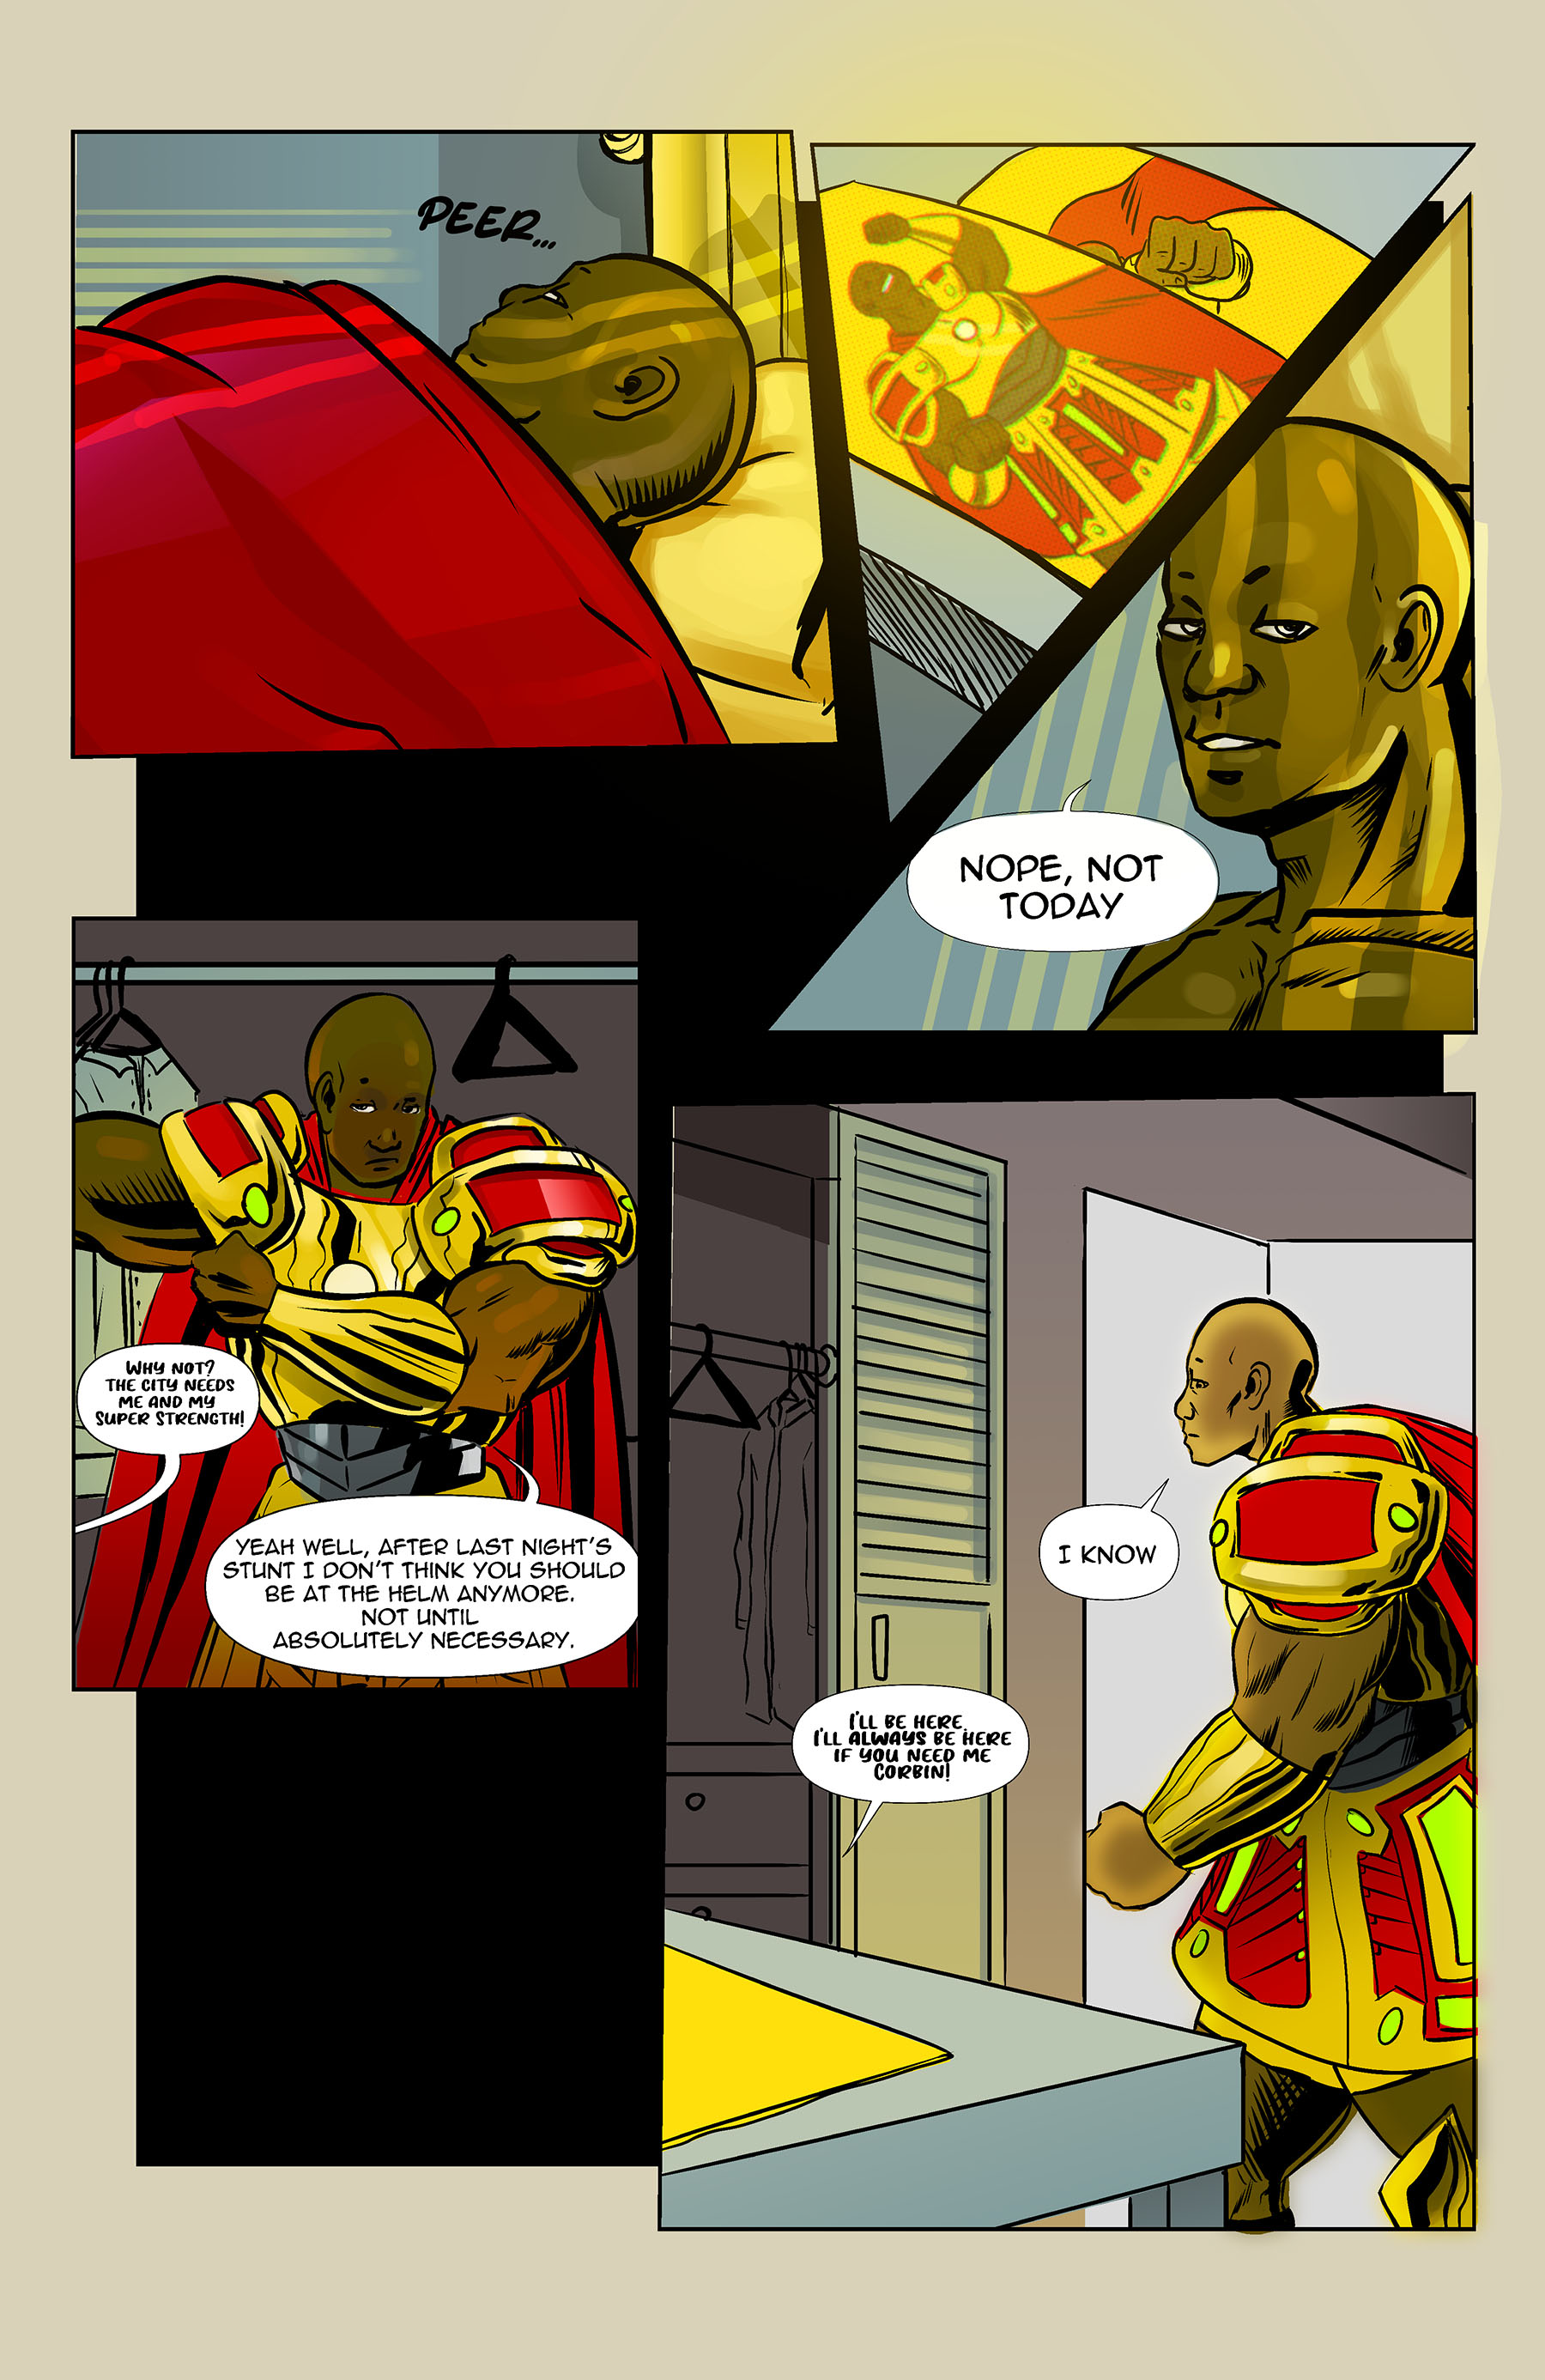 PEER...
NOPE, NOT
TODAY
WHY NOT?
THE CITY NEEDS
ME AND MY
SUPER STRENGTH!
YEAH WELL, AFTER LAST NIGHT'S
STUNT I DON'T THINK YOU SHOULD
BE AT THE HELM ANYMORE.
NOT UNTIL
ABSOLUTELY NECESSARY.
I KNOW
I'LL BE HERE.
I'LL ALWAYS BE HERE
IF YOU NEED ME
CORBIN!